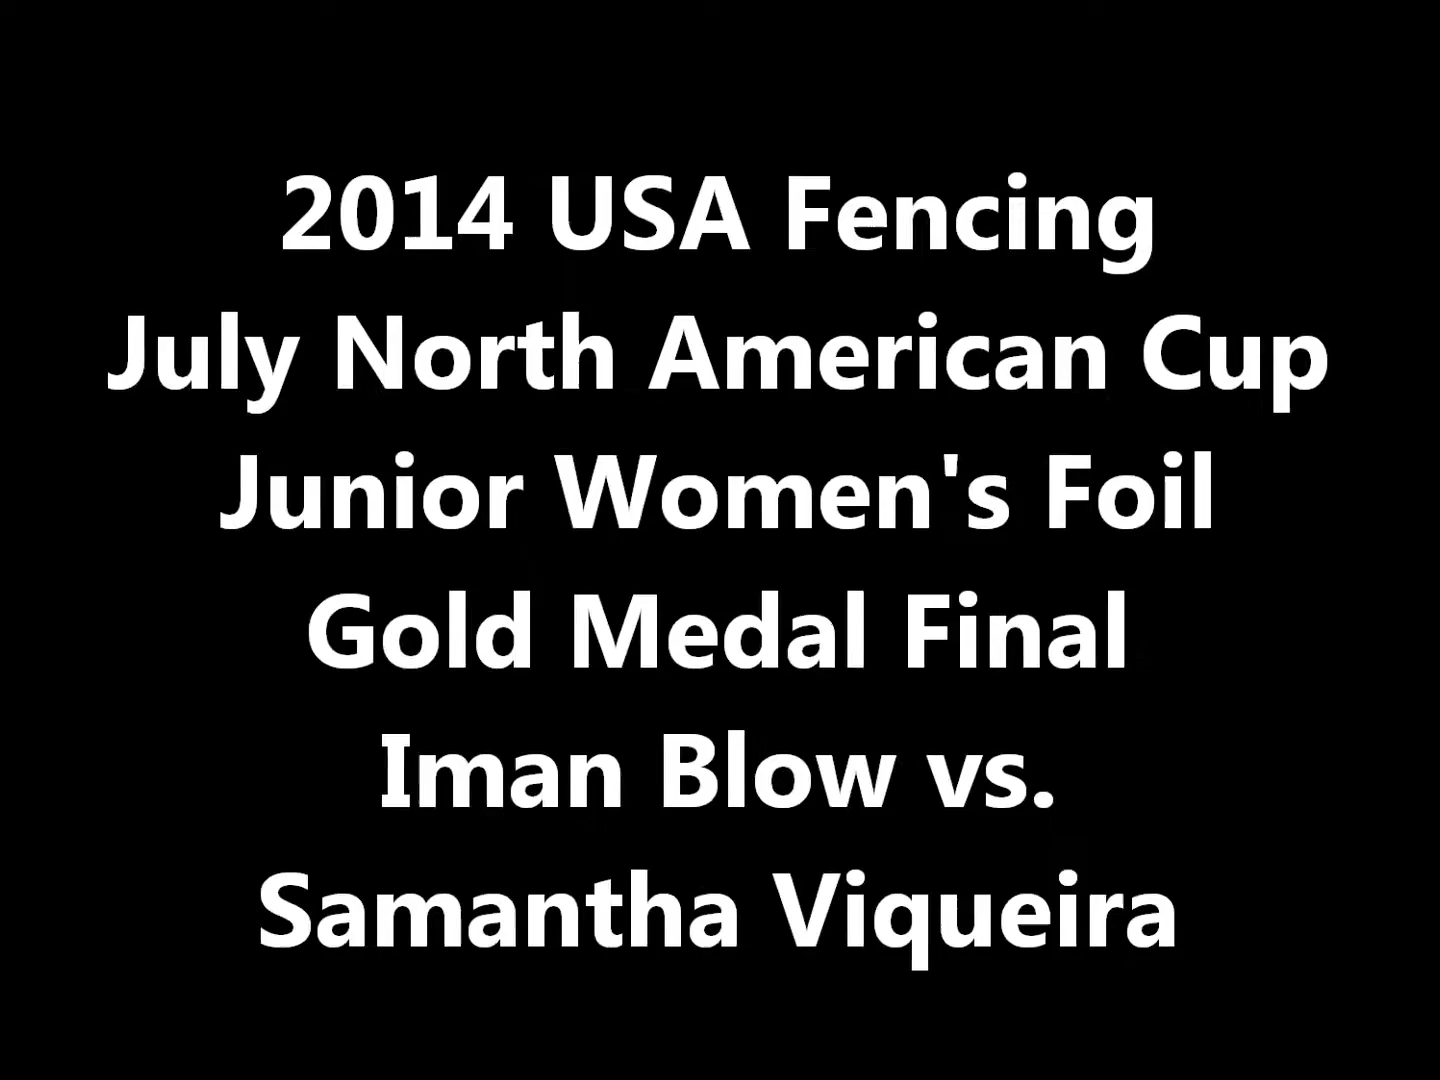 2014 USA Fencing
July North American Cup
Junior Women's Foil
Gold Medal Final
Iman Blow vs.
Samantha Viqueira